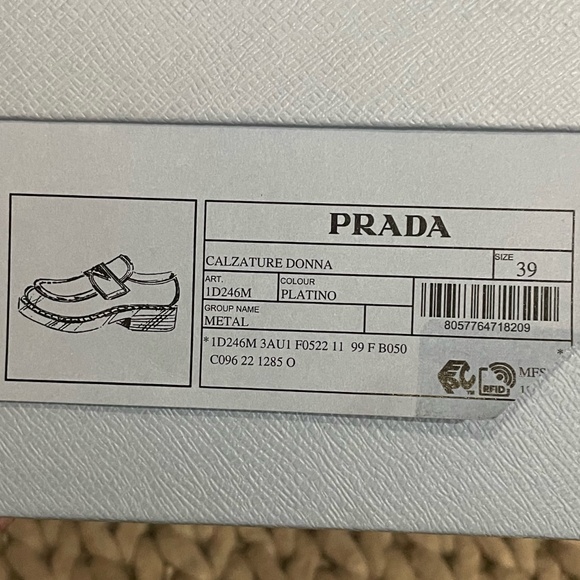 PRADA
CALZATURE DONNA
SIZE
39
ART.
1D246M
COLOUR
PLATINO
GROUP NAME
METAL
8057764718209
*1D246M 3AU1 F0522 11 99 F B050 *
C096 22 1285 O
RFID
TM